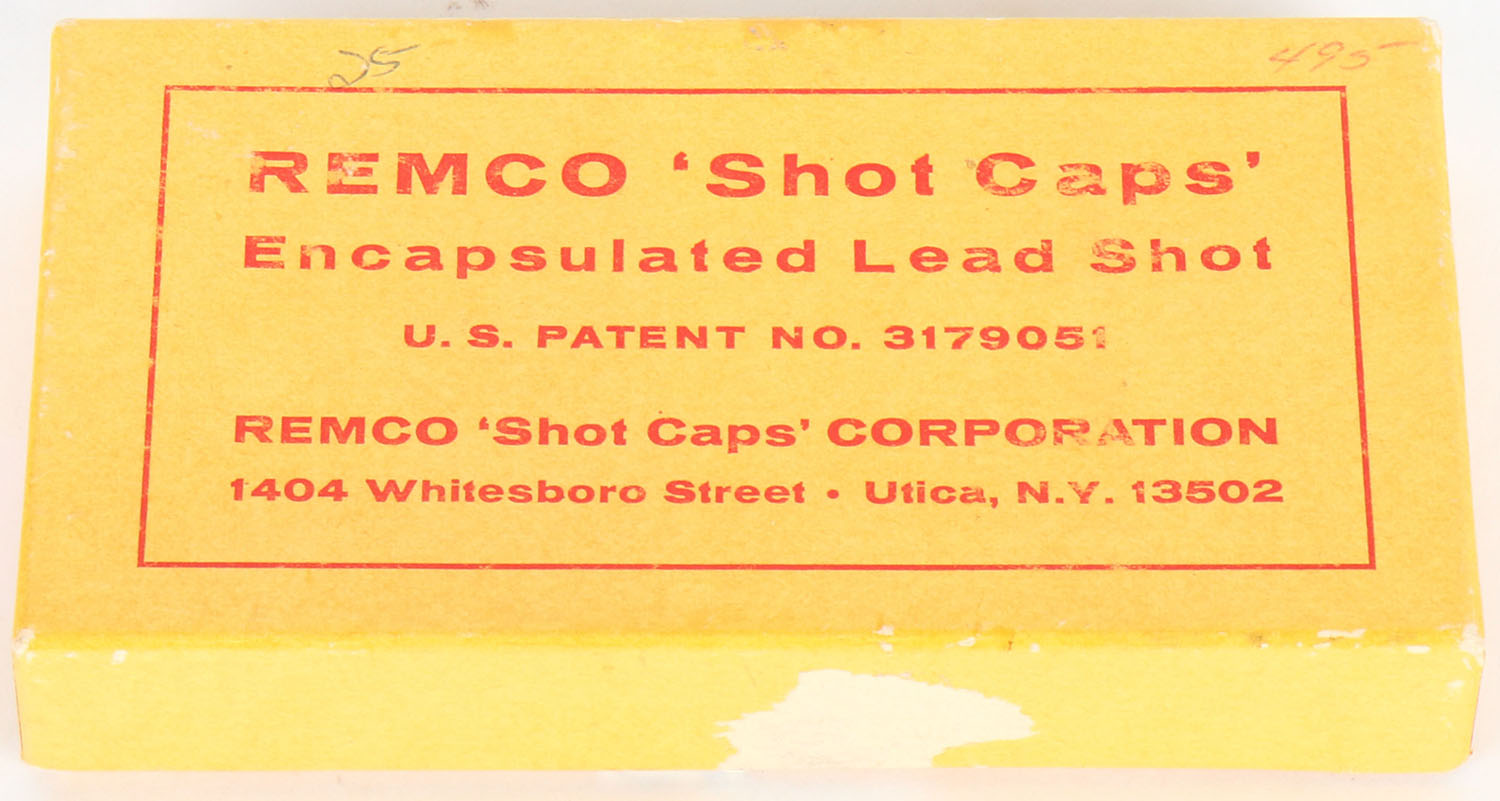 25
495
REMCO ‘Shot Caps’
Encapsulated Lead Shot
U. S. PATENT NO. 3179051
REMCO ‘Shot Caps’ CORPORATION
1404 Whitesboro Street • Utica, N.Y. 13502